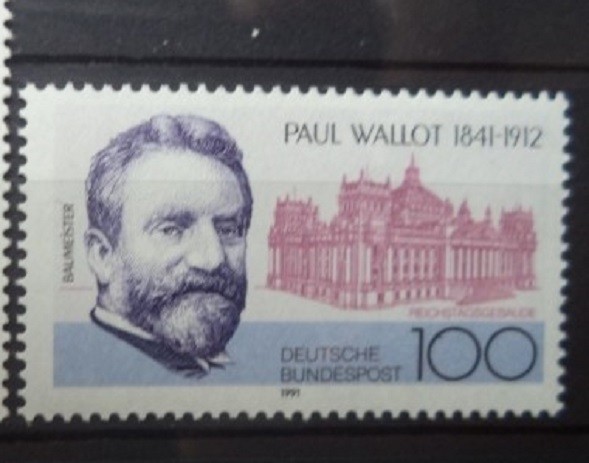 PAUL WALLOT 1841-1912
BAUMEISTER
REICHSTAGSGEBÄUDE
DEUTSCHE
BUNDESPOST 100
1991